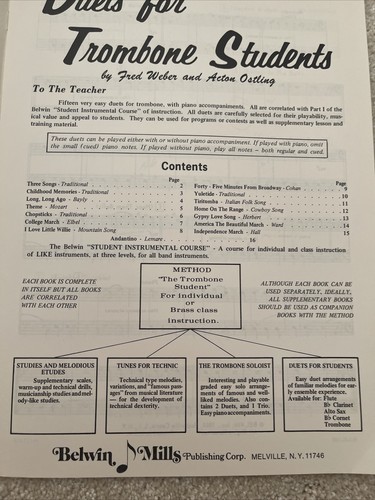 Duets for
Trombone Students
by Fred Weber and Acton Ostling
To The Teacher
Fifteen very easy duets for trombone, with piano accompaniments. All are correlated with Part I of the
Belwin "Student Instrumental Course" of instruction. All duets are carefully selected for their playability, mus-
ical value and appeal to students. They can be used for programs or contests as well as supplementary lesson and
training material.
These duets can be played either with or without piano accompaniment. If played with piano, omit
the small (cued) piano notes. If played without piano, play all notes - both regular and cued.
Contents
Page
Three Songs - Traditional 2
Childhood Memories - Traditional 3
Long, Long Ago - Bayly 4
Theme - Mozart 5
Chopsticks - Traditional 6
College March - Eibel 7
I Love Little Willie - Mountain Song 8
Page
Forty - Five Minutes From Broadway - Cohan 9
Yuletide - Traditional 10
Tiritomba - Italian Folk Song 11
Home On The Range - Cowboy Song 12
Gypsy Love Song - Herbert 13
America The Beautiful March - Ward 14
Independence March - Hall 15
Andantino - Lemare 16
The Belwin "STUDENT INSTRUMENTAL COURSE" - A course for individual and class instruction
of LIKE instruments, at three levels, for all band instruments.
EACH BOOK IS COMPLETE
IN ITSELF BUT ALL BOOKS
ARE CORRELATED
WITH EACH OTHER
METHOD
"The Trombone
Student"
For individual
or
Brass class
instruction.
ALTHOUGH EACH BOOK CAN BE
USED SEPARATELY, IDEALLY,
ALL SUPPLEMENTARY BOOKS
SHOULD BE USED AS COMPANION
BOOKS WITH THE METHOD
STUDIES AND MELODIOUS
ETUDES
Supplementary scales,
warm-up and technical drills,
musicianship studies and mel-
ody-like studies.
TUNES FOR TECHNIC
Technical type melodies,
variations, and "famous pas-
sages" from musical literature
— for the development of
technical dexterity.
THE TROMBONE SOLOIST
Interesting and playable
graded easy solo arrange-
ments of famous and well-
liked melodies. Also con-
tains 2 Duets, and 1 Trio.
Easy piano accompaniments.
DUETS FOR STUDENTS
Easy duet arrangements
of familiar melodies for ear-
ly ensemble experience.
Available for: Flute
B♭ Clarinet
Alto Sax
B♭ Cornet
Trombone
Belwin Mills Publishing Corp. MELVILLE, N.Y. 11746